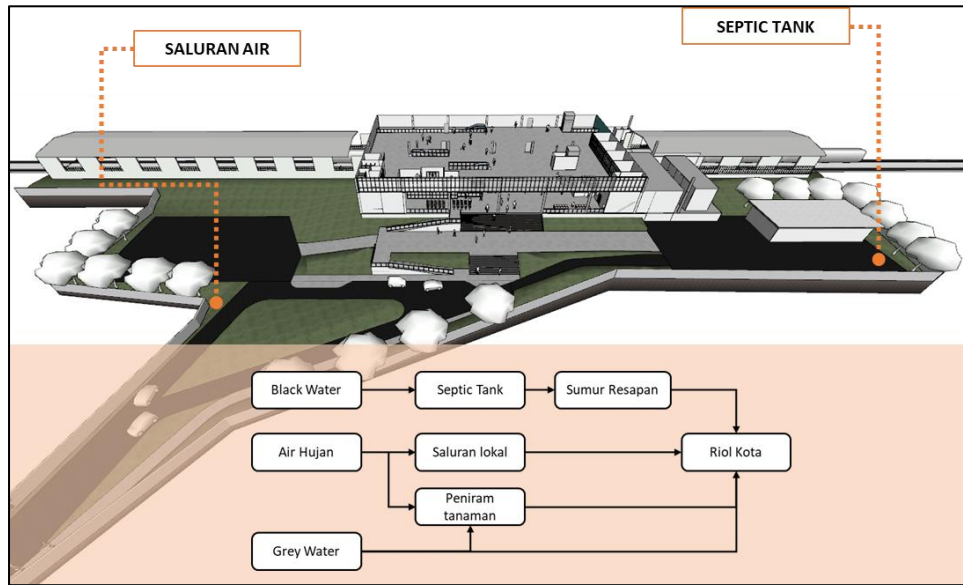 SALURAN AIR
SEPTIC TANK
Black Water
Septic Tank
Sumur Resapan
Air Hujan
Saluran lokal
Riol Kota
Peniram
tanaman
Grey Water